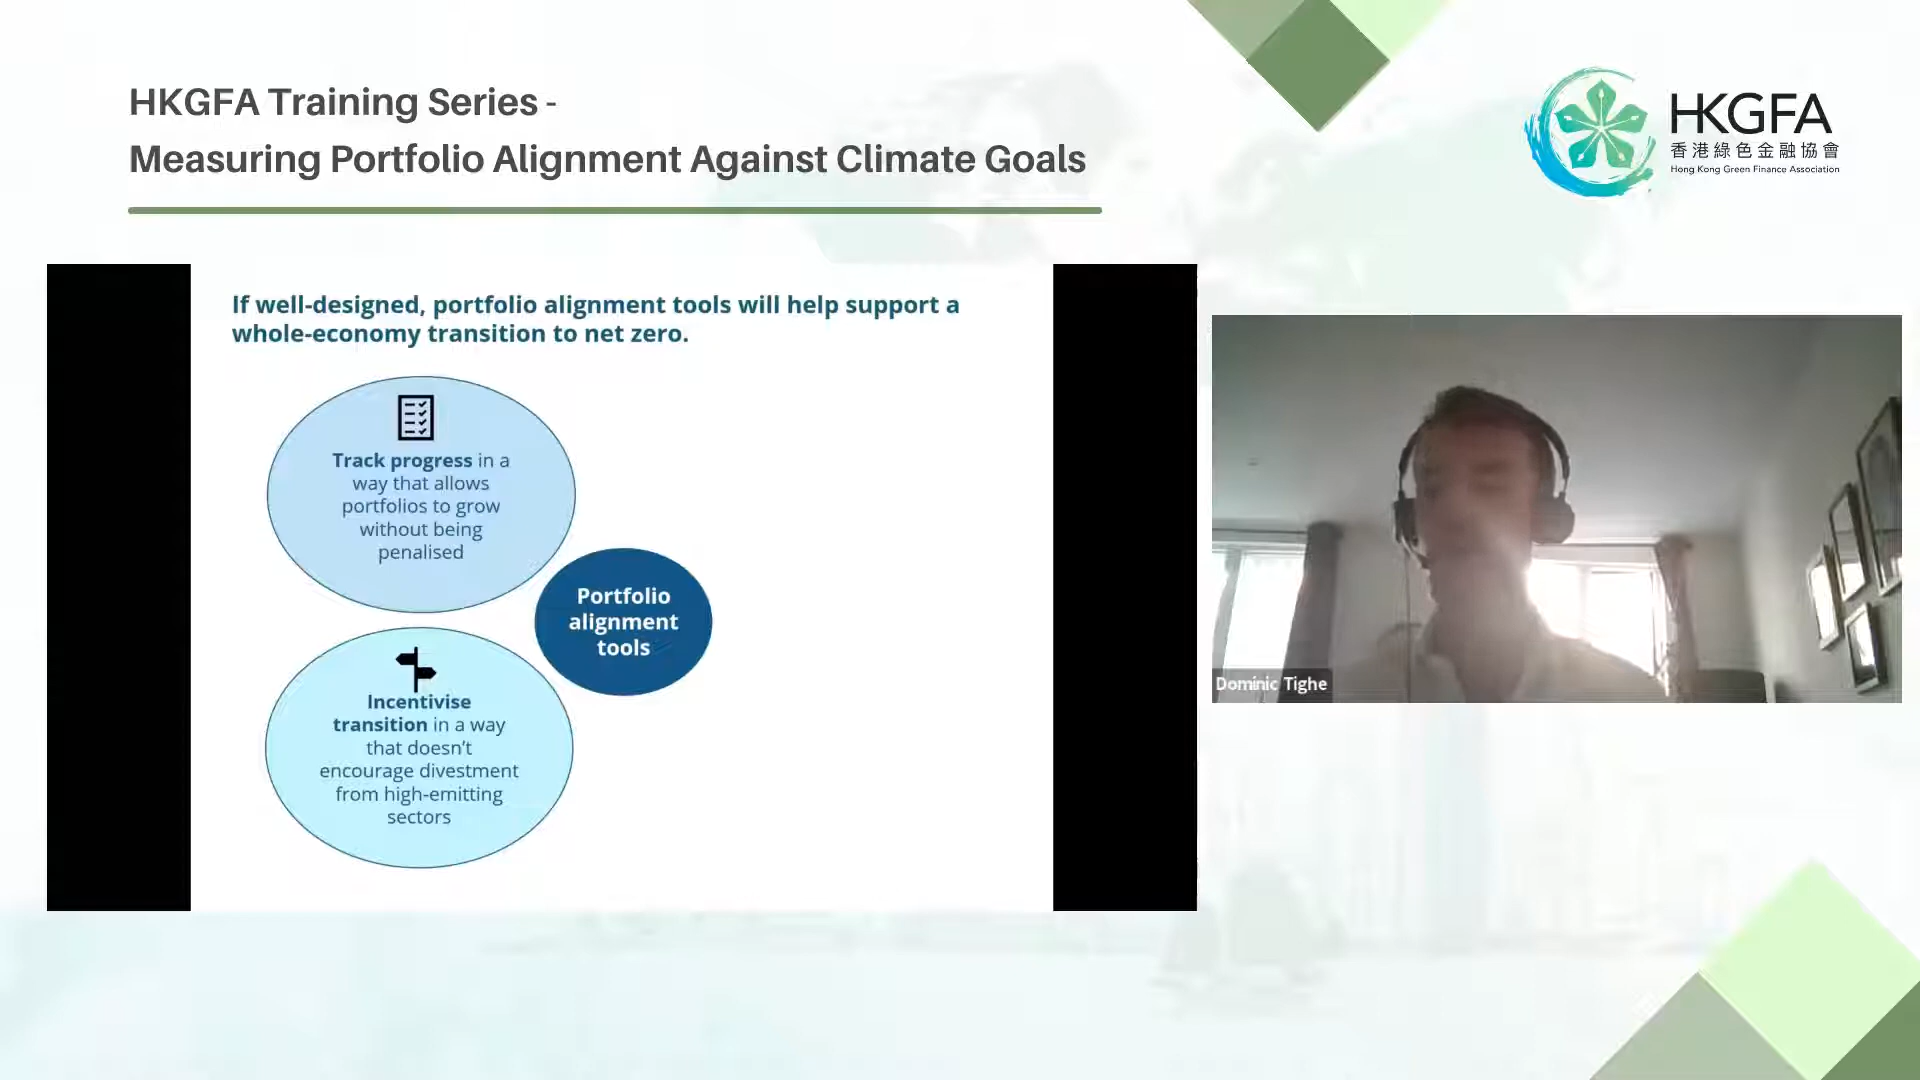 HKGFA Training Series -
Measuring Portfolio Alignment Against Climate Goals
HKGFA
香港綠色金融協會
Hong Kong Green Finance Association
If well-designed, portfolio alignment tools will help support a
whole-economy transition to net zero.
Track progress in a
way that allows
portfolios to grow
without being
penalised
Portfolio
alignment
tools
Incentivise
transition in a way
that doesn't
encourage divestment
from high-emitting
sectors
Dominic Tighe